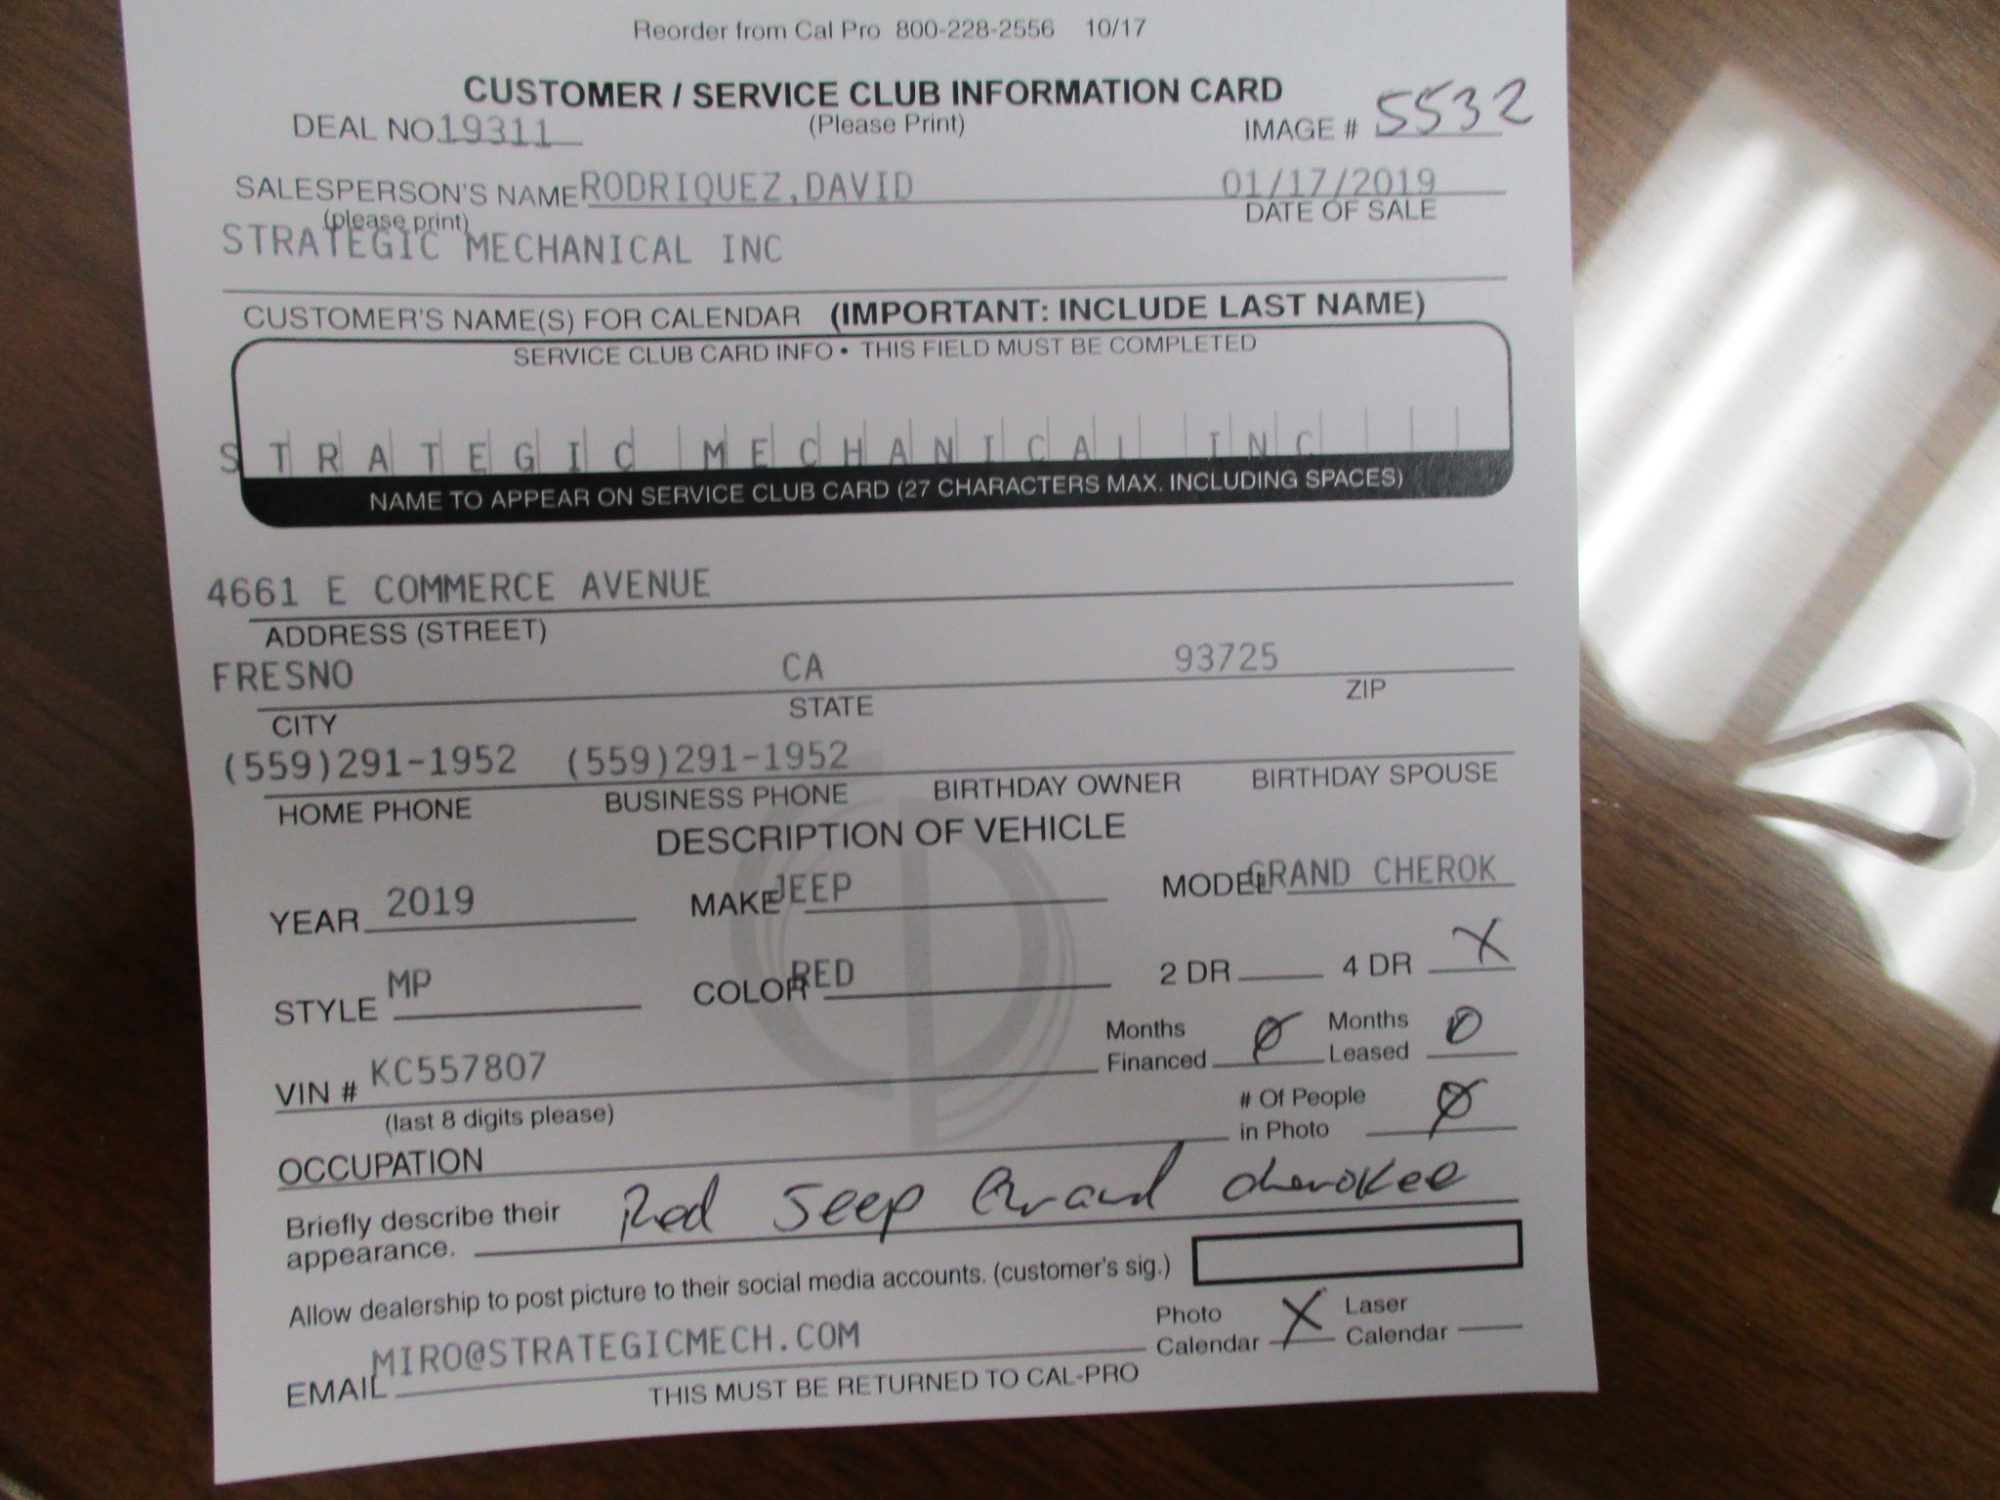 Reorder from Cal Pro 800-228-2556 10/17
CUSTOMER / SERVICE CLUB INFORMATION CARD
DEAL NO 19311 (Please Print) IMAGE # 5532
SALESPERSON'S NAME RODRIQUEZ,DAVID 01/17/2019
(please print) DATE OF SALE
STRATEGIC MECHANICAL INC
CUSTOMER'S NAME(S) FOR CALENDAR (IMPORTANT: INCLUDE LAST NAME)
SERVICE CLUB CARD INFO • THIS FIELD MUST BE COMPLETED
STRATEGIC MECHANICAL INC
NAME TO APPEAR ON SERVICE CLUB CARD (27 CHARACTERS MAX. INCLUDING SPACES)
4661 E COMMERCE AVENUE
ADDRESS (STREET)
FRESNO CA 93725
CITY STATE ZIP
(559)291-1952 (559)291-1952
HOME PHONE BUSINESS PHONE BIRTHDAY OWNER BIRTHDAY SPOUSE
DESCRIPTION OF VEHICLE
YEAR 2019 MAKE JEEP MODEL GRAND CHEROK
STYLE MP COLOR RED 2 DR 4 DR X
VIN # KC557807 Months Financed 0 Months Leased 0
(last 8 digits please) # Of People in Photo 0
OCCUPATION
Briefly describe their appearance. Red Jeep Grand cherokee
Allow dealership to post picture to their social media accounts. (customer's sig.)
EMAIL MIRO@STRATEGICMECH.COM Photo Calendar X Laser Calendar
THIS MUST BE RETURNED TO CAL-PRO